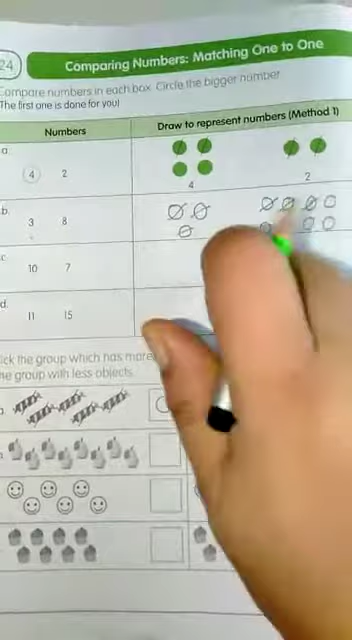 24
Comparing Numbers: Matching One to One
Compare numbers in each box. Circle the bigger number.
The first one is done for you!
Numbers
Draw to represent numbers (Method 1)
a.
4 2
4
2
b.
3 8
c.
10 7
d.
11 15
ick the group which has more
he group with less objects.